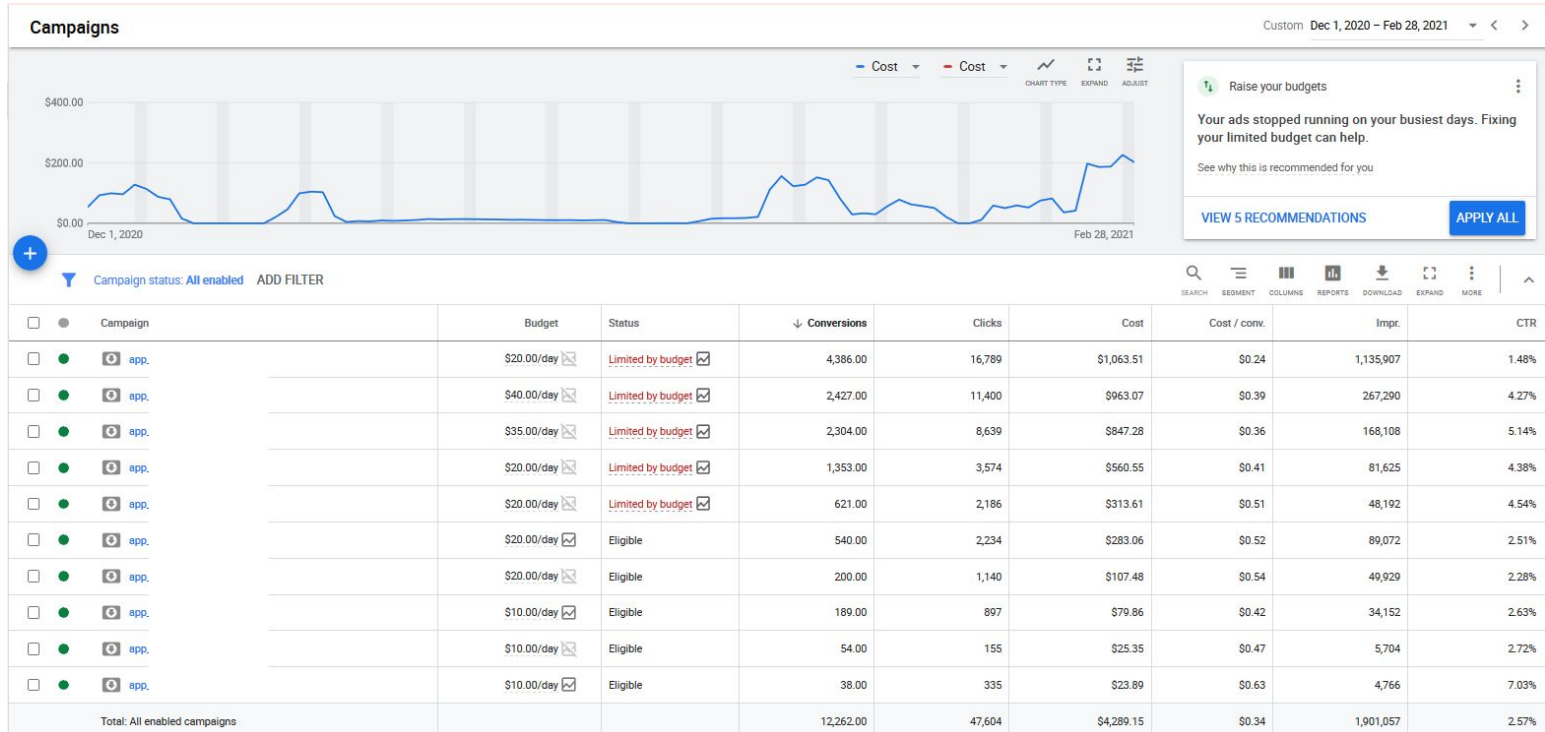 Campaigns
Custom Dec 1, 2020 – Feb 28, 2021
Cost Cost
CHART TYPE EXPAND ADJUST
$400.00
$200.00
$0.00
Dec 1, 2020 Feb 28, 2021
Raise your budgets
Your ads stopped running on your busiest days. Fixing
your limited budget can help.
See why this is recommended for you
VIEW 5 RECOMMENDATIONS APPLY ALL
Campaign status: All enabled ADD FILTER
SEARCH SEGMENT COLUMNS REPORTS DOWNLOAD EXPAND MORE
Campaign Budget Status Conversions Clicks Cost Cost / conv. Impr. CTR
app. $20.00/day Limited by budget 4,386.00 16,789 $1,063.51 $0.24 1,135,907 1.48%
app. $40.00/day Limited by budget 2,427.00 11,400 $963.07 $0.39 267,290 4.27%
app. $35.00/day Limited by budget 2,304.00 8,639 $847.28 $0.36 168,108 5.14%
app. $20.00/day Limited by budget 1,353.00 3,574 $560.55 $0.41 81,625 4.38%
app. $20.00/day Limited by budget 621.00 2,186 $313.61 $0.51 48,192 4.54%
app. $20.00/day Eligible 540.00 2,234 $283.06 $0.52 89,072 2.51%
app. $20.00/day Eligible 200.00 1,140 $107.48 $0.54 49,929 2.28%
app. $10.00/day Eligible 189.00 897 $79.86 $0.42 34,152 2.63%
app. $10.00/day Eligible 54.00 155 $25.35 $0.47 5,704 2.72%
app. $10.00/day Eligible 38.00 335 $23.89 $0.63 4,766 7.03%
Total: All enabled campaigns 12,262.00 47,604 $4,289.15 $0.34 1,901,057 2.57%